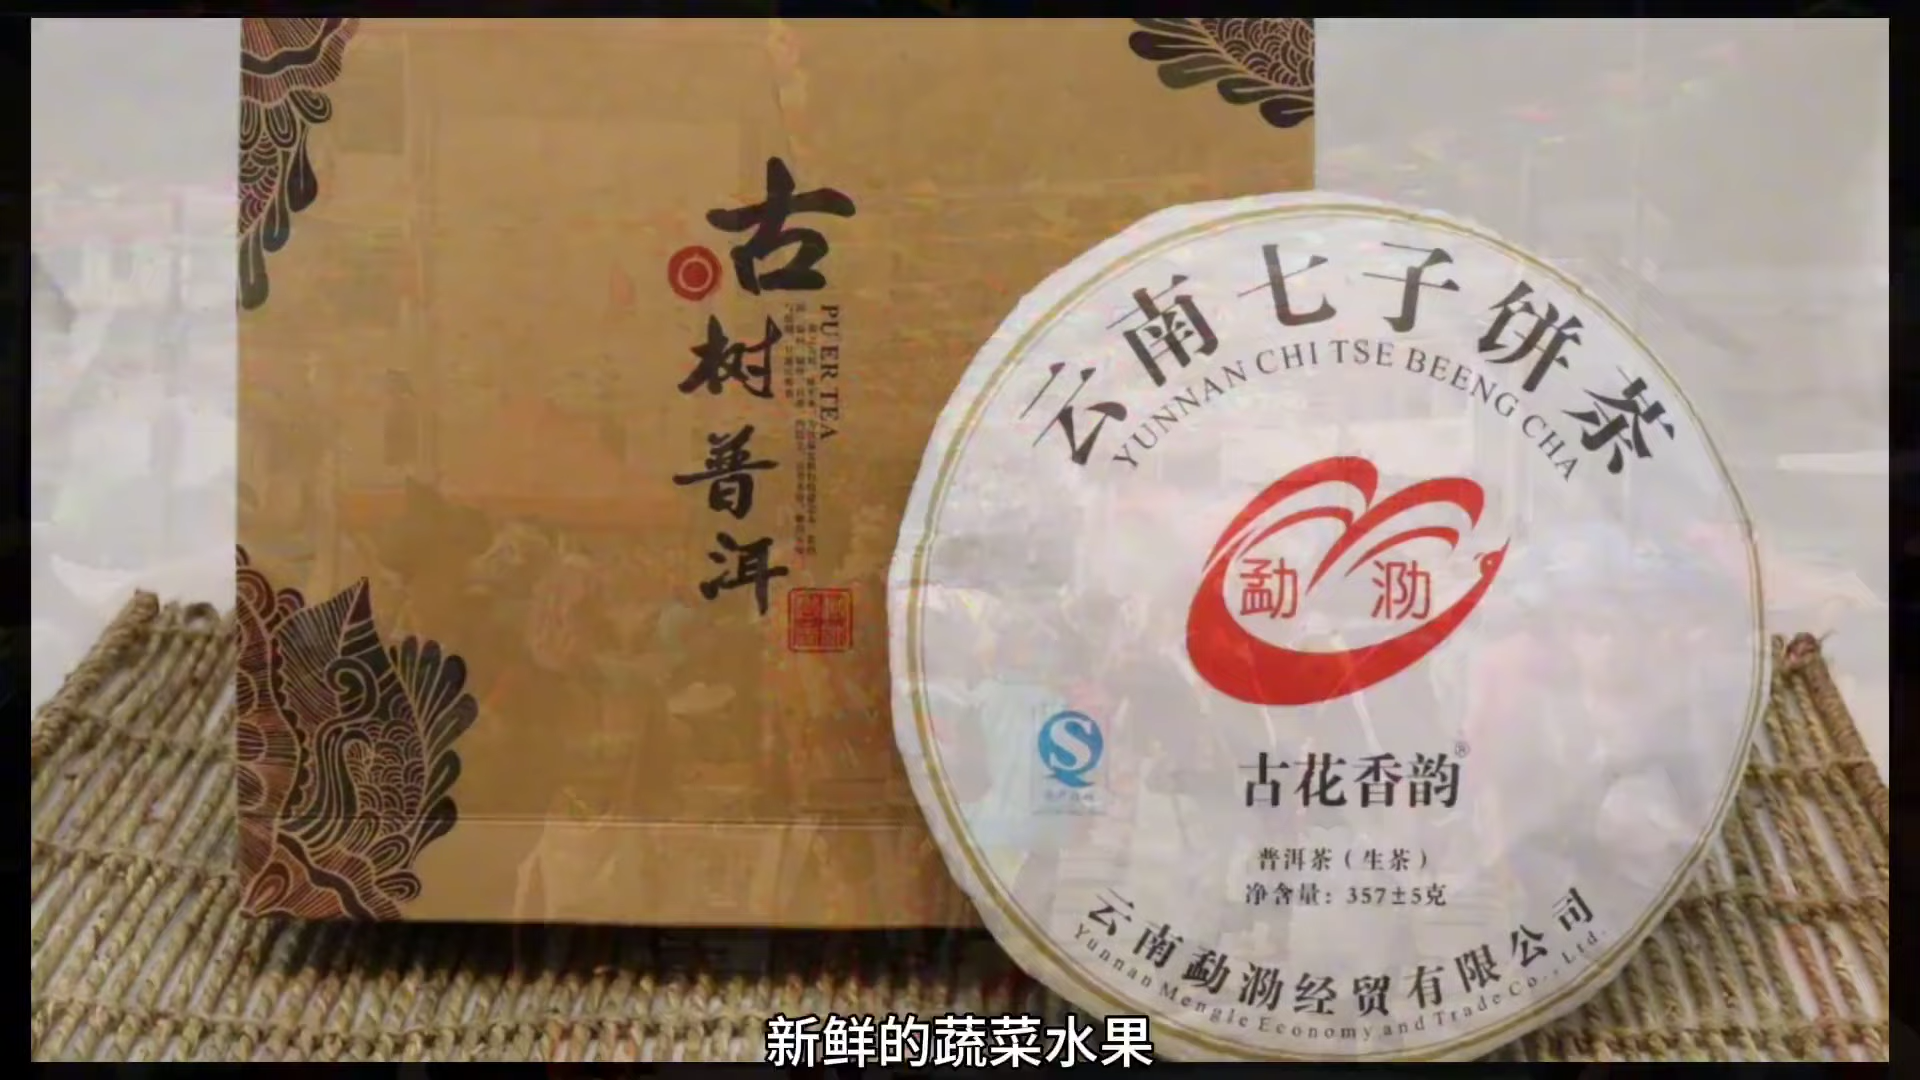 古树普洱
PU ER TEA
云南七子饼茶
YUNNAN CHI TSE BEENG CHA
勐泐
古花香韵®
普洱茶（生茶）
净含量：357±5克
云南勐泐经贸有限公司
Yunnan Mengle Economy and Trade Co., Ltd.
新鲜的蔬菜水果